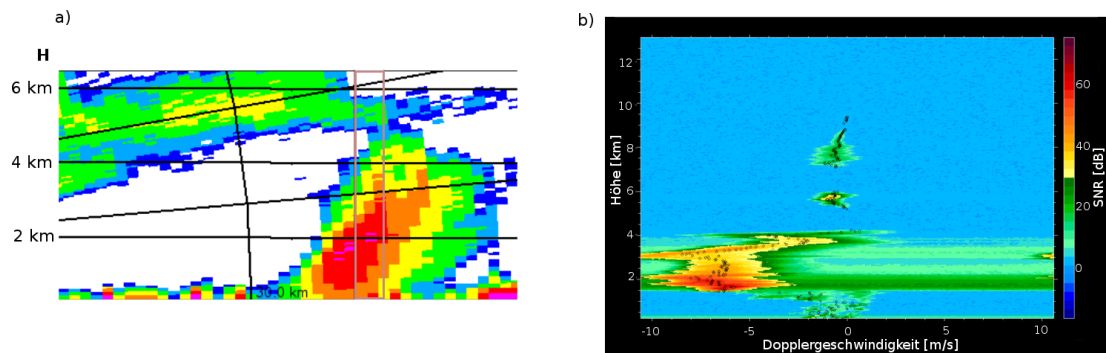 a)
H
6 km
4 km
2 km
30.0 km
b)
Höhe [km]
12
10
8
6
4
2
-10
-5
0
5
10
Dopplergeschwindigkeit [m/s]
60
40
20
0
SNR [dB]